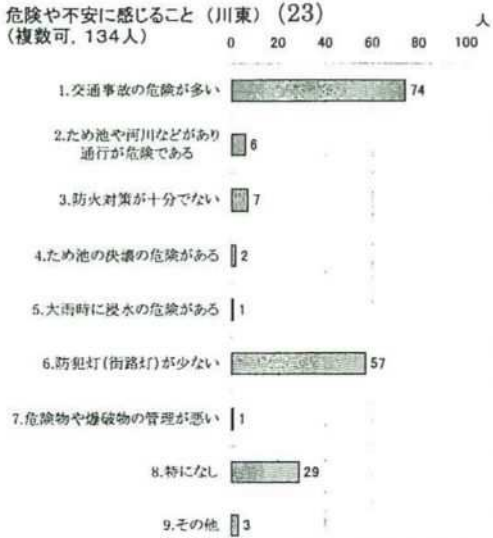 危険や不安に感じること（川東）(23)
（複数可，134人）
人
0 20 40 60 80 100
1.交通事故の危険が多い 74
2.ため池や河川などがあり
通行が危険である 6
3.防火対策が十分でない 7
4.ため池の決壊の危険がある 2
5.大雨時に浸水の危険がある 1
6.防犯灯(街路灯)が少ない 57
7.危険物や爆破物の管理が悪い 1
8.特になし 29
9.その他 3